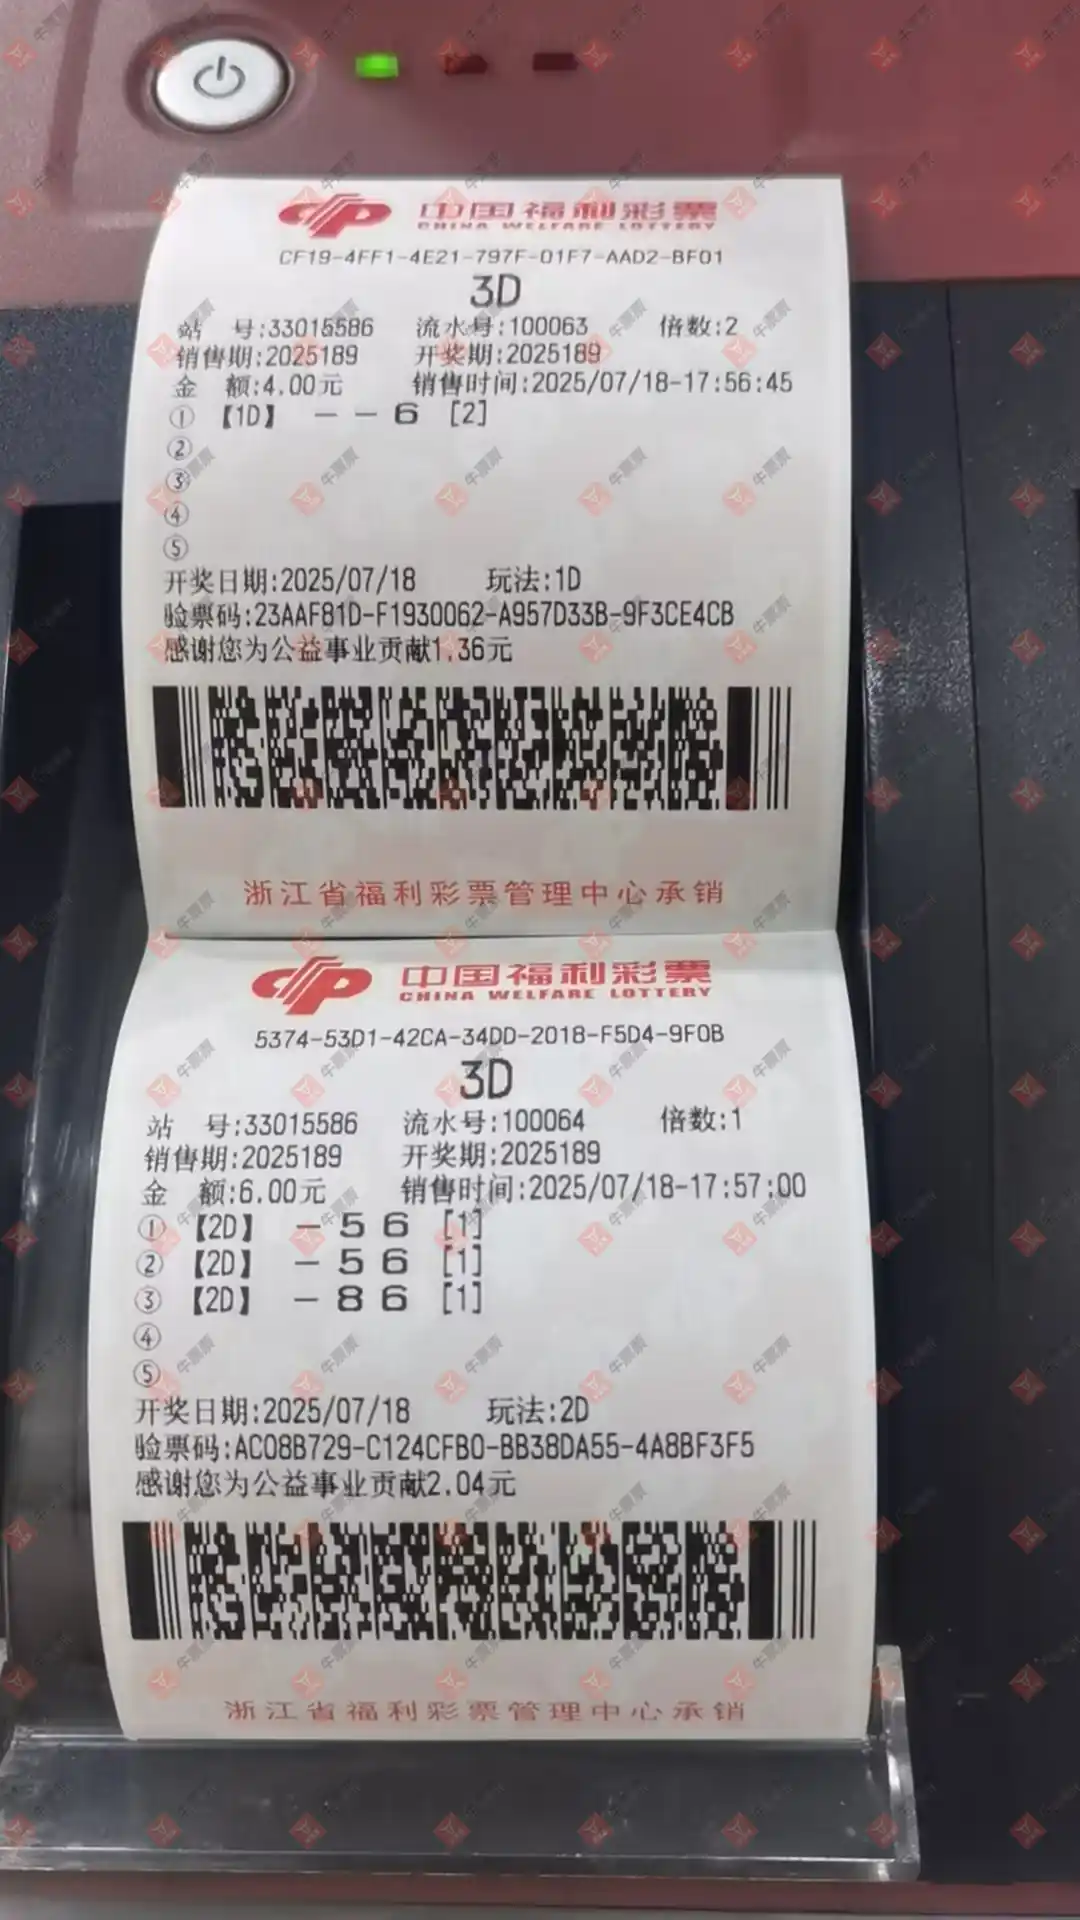 中国福利彩票
CHINA WELFARE LOTTERY
CF19-4FF1-4E21-797F-01F7-AAD2-BF01
3D
站 号:33015586 流水号:100063 倍数:2
销售期:2025189 开奖期:2025189
金 额:4.00元 销售时间:2025/07/18-17:56:45
① 【1D】 - - 6 [2]
②
③
④
⑤
开奖日期:2025/07/18 玩法:1D
验票码:23AAF81D-F1930062-A957D33B-9F3CE4CB
感谢您为公益事业贡献1.36元
浙江省福利彩票管理中心承销
中国福利彩票
CHINA WELFARE LOTTERY
5374-53D1-42CA-34DD-2018-F5D4-9F0B
3D
站 号:33015586 流水号:100064 倍数:1
销售期:2025189 开奖期:2025189
金 额:6.00元 销售时间:2025/07/18-17:57:00
① 【2D】 - 5 6 [1]
② 【2D】 - 5 6 [1]
③ 【2D】 - 8 6 [1]
④
⑤
开奖日期:2025/07/18 玩法:2D
验票码:AC08B729-C124CFB0-BB38DA55-4A8BF3F5
感谢您为公益事业贡献2.04元
浙江省福利彩票管理中心承销
牛票票